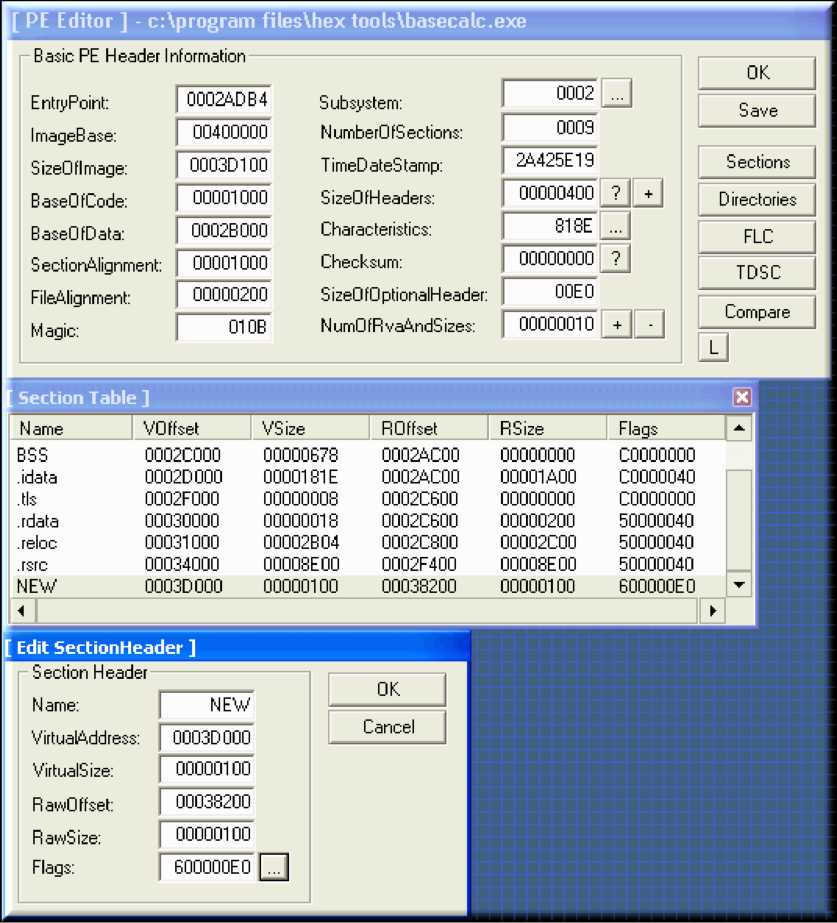 [ PE Editor ] - c:\program files\hex tools\basecalc.exe
Basic PE Header Information
EntryPoint: 0002ADB4 Subsystem: 0002 ... OK
ImageBase: 00400000 NumberOfSections: 0009 Save
SizeOfImage: 0003D100 TimeDateStamp: 2A425E19 Sections
BaseOfCode: 00001000 SizeOfHeaders: 00000400 ? + Directories
BaseOfData: 0002B000 Characteristics: 818E ... FLC
SectionAlignment: 00001000 Checksum: 00000000 ? TDSC
FileAlignment: 00000200 SizeOfOptionalHeader: 00E0 Compare
Magic: 010B NumOfRvaAndSizes: 00000010 + - L
[ Section Table ]
Name VOffset VSize ROffset RSize Flags
BSS 0002C000 00000678 0002AC00 00000000 C0000000
.idata 0002D000 0000181E 0002AC00 00001A00 C0000040
.tls 0002F000 00000008 0002C600 00000000 C0000000
.rdata 00030000 00000018 0002C600 00000200 50000040
.reloc 00031000 00002B04 0002C800 00002C00 50000040
.rsrc 00034000 00008E00 0002F400 00008E00 50000040
NEW 0003D000 00000100 00038200 00000100 600000E0
[ Edit SectionHeader ]
Section Header
Name: NEW OK
VirtualAddress: 0003D000 Cancel
VirtualSize: 00000100
RawOffset: 00038200
RawSize: 00000100
Flags: 600000E0 ...